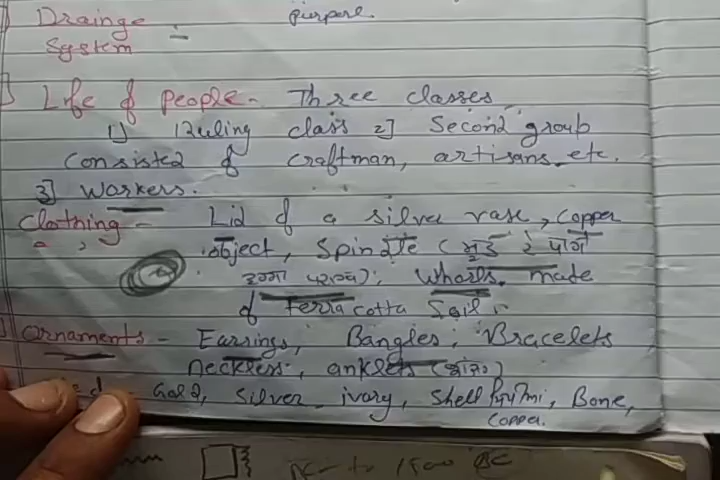 Drainge purpore.
System -
Life of people - Three classes
1) Ruling class 2] Second group
Consisted of craftman, artisans etc.
3] Workers.
Clothing - Lid of a silver vase, copper
" " object, Spindle (
Whorls. made
of Terracotta Soil.
Ornaments - Earrings, Bangles, Bracelets
neckless, anklets
Gold, silver ivary, Shell Bone,
Copper.
1500 BC